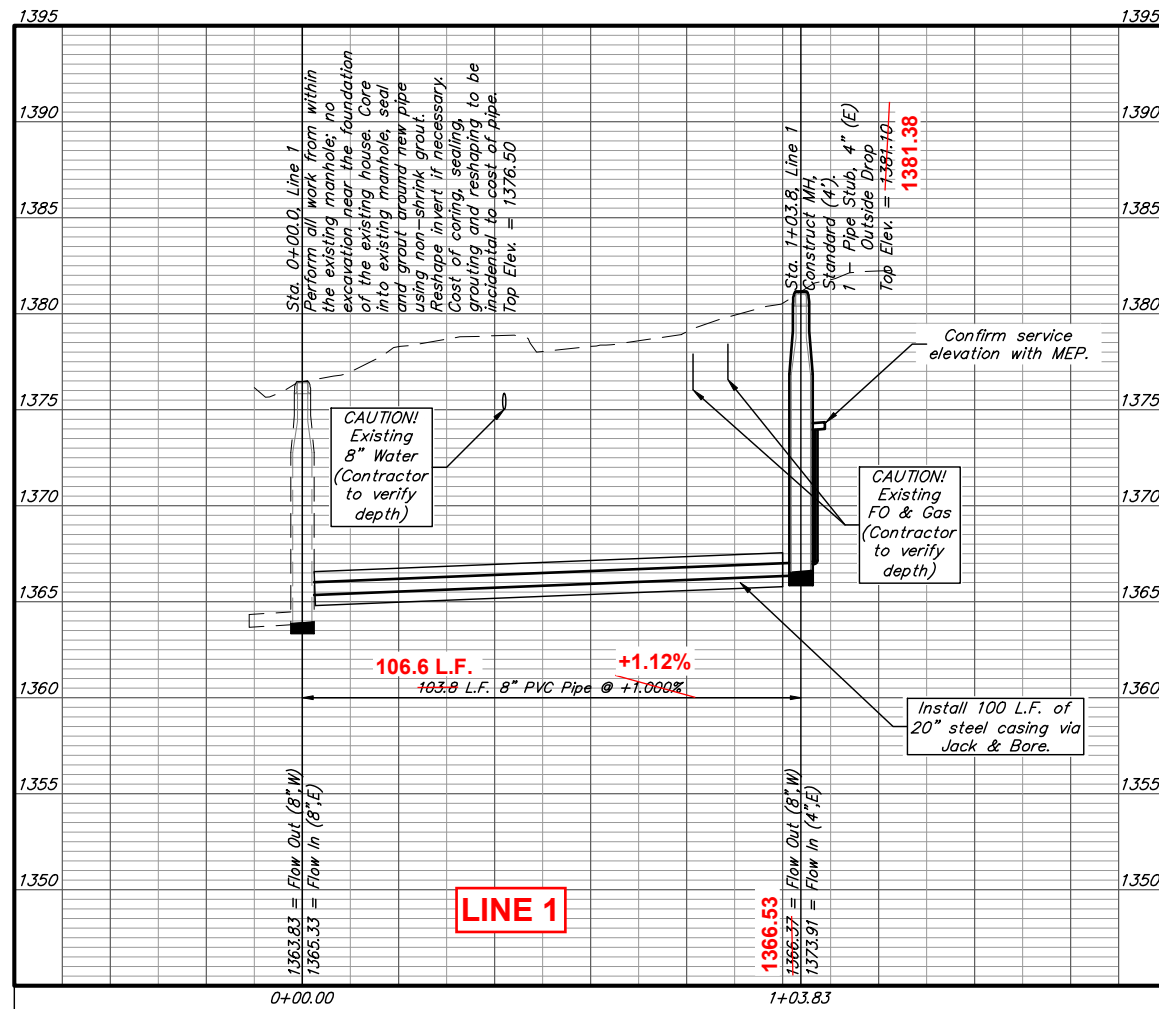 1395
1395
1390
1390
1385
1385
1380
1380
1375
1375
1370
1370
1365
1365
1360
1360
1355
1355
1350
1350
Sta. 0+00.0, Line 1
Perform all work from within
the existing manhole; no
excavation near the foundation
of the existing house. Core
into existing manhole, seal
and grout around new pipe
using non-shrink grout.
Reshape invert if necessary.
Cost of coring, sealing,
grouting and reshaping to be
incidental to cost of pipe.
Top Elev. = 1376.50
Sta. 1+03.8, Line 1
Construct MH,
Standard (4').
1 - Pipe Stub, 4" (E)
Outside Drop
Top Elev. = 1381.10
1381.38
Confirm service
elevation with MEP.
CAUTION!
Existing
8" Water
(Contractor
to verify
depth)
CAUTION!
Existing
FO & Gas
(Contractor
to verify
depth)
106.6 L.F.
+1.12%
103.8 L.F. 8" PVC Pipe @ +1.000%
Install 100 L.F. of
20" steel casing via
Jack & Bore.
1363.83 = Flow Out (8",W)
1365.33 = Flow In (8",E)
LINE 1
1366.53
1366.37 = Flow Out (8",W)
1373.91 = Flow In (4",E)
0+00.00
1+03.83